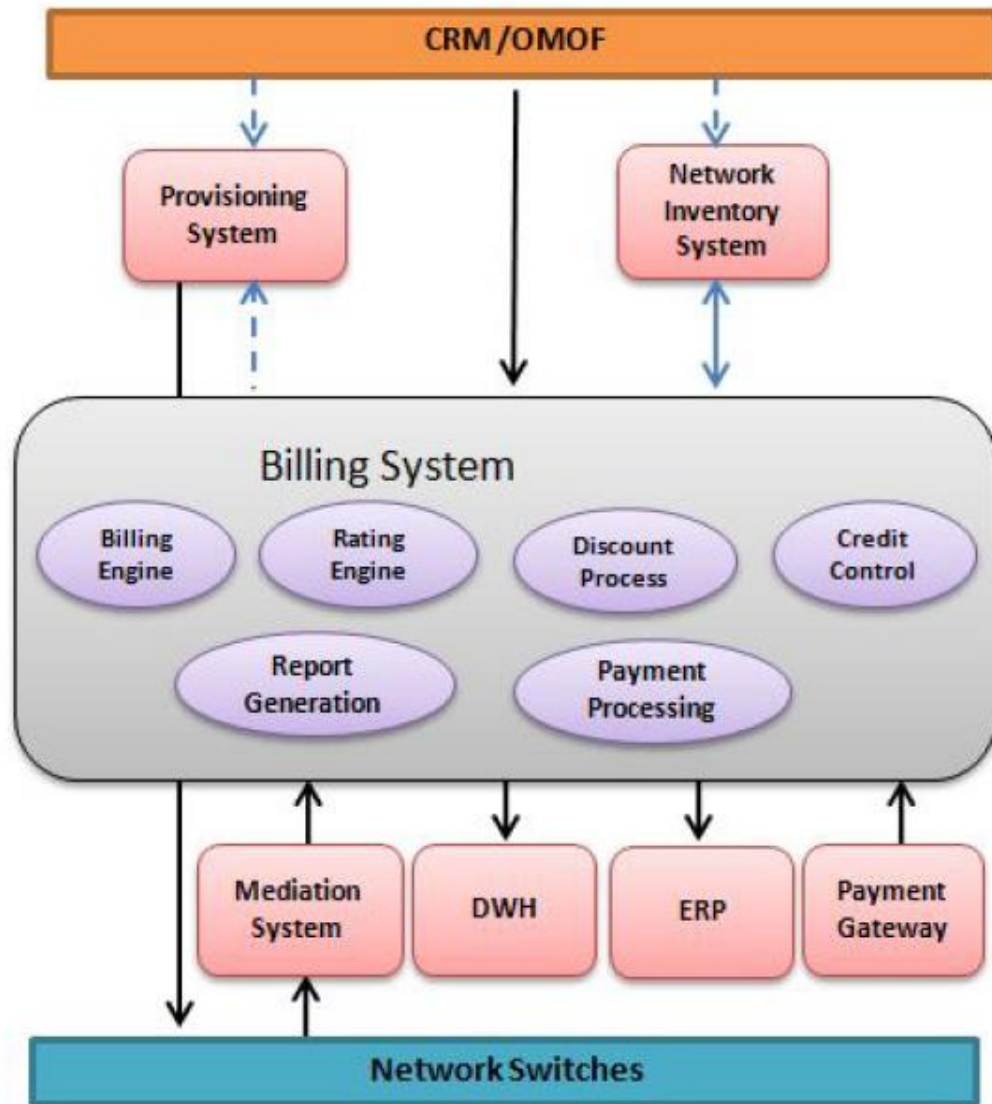 CRM /OMOF
Provisioning
System
Network
Inventory
System
Billing System
Billing
Engine
Rating
Engine
Discount
Process
Credit
Control
Report
Generation
Payment
Processing
Mediation
System
DWH
ERP
Payment
Gateway
Network Switches